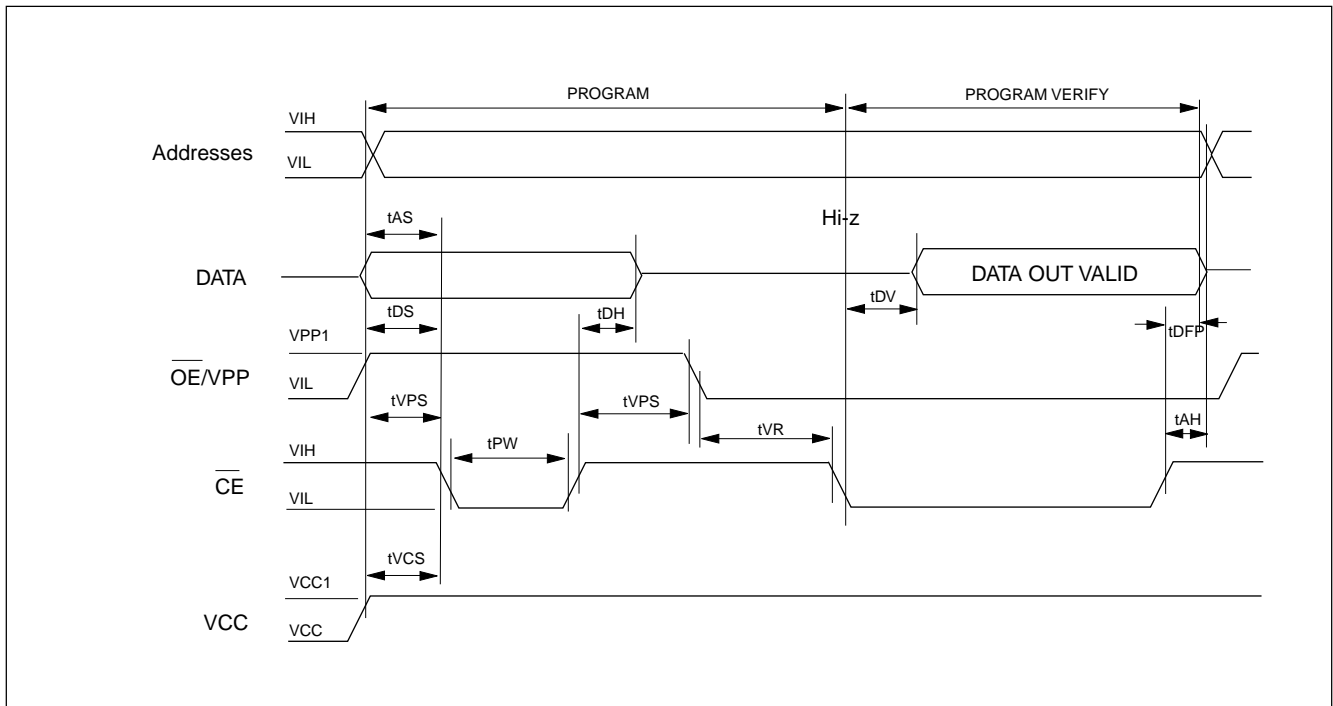 PROGRAM
PROGRAM VERIFY
VIH
Addresses
VIL
tAS
Hi-z
DATA
DATA OUT VALID
tDS
tDH
tDV
tDFP
VPP1
OE/VPP
VIL
tVPS
tVPS
tVR
tAH
VIH
tPW
CE
VIL
tVCS
VCC1
VCC
VCC